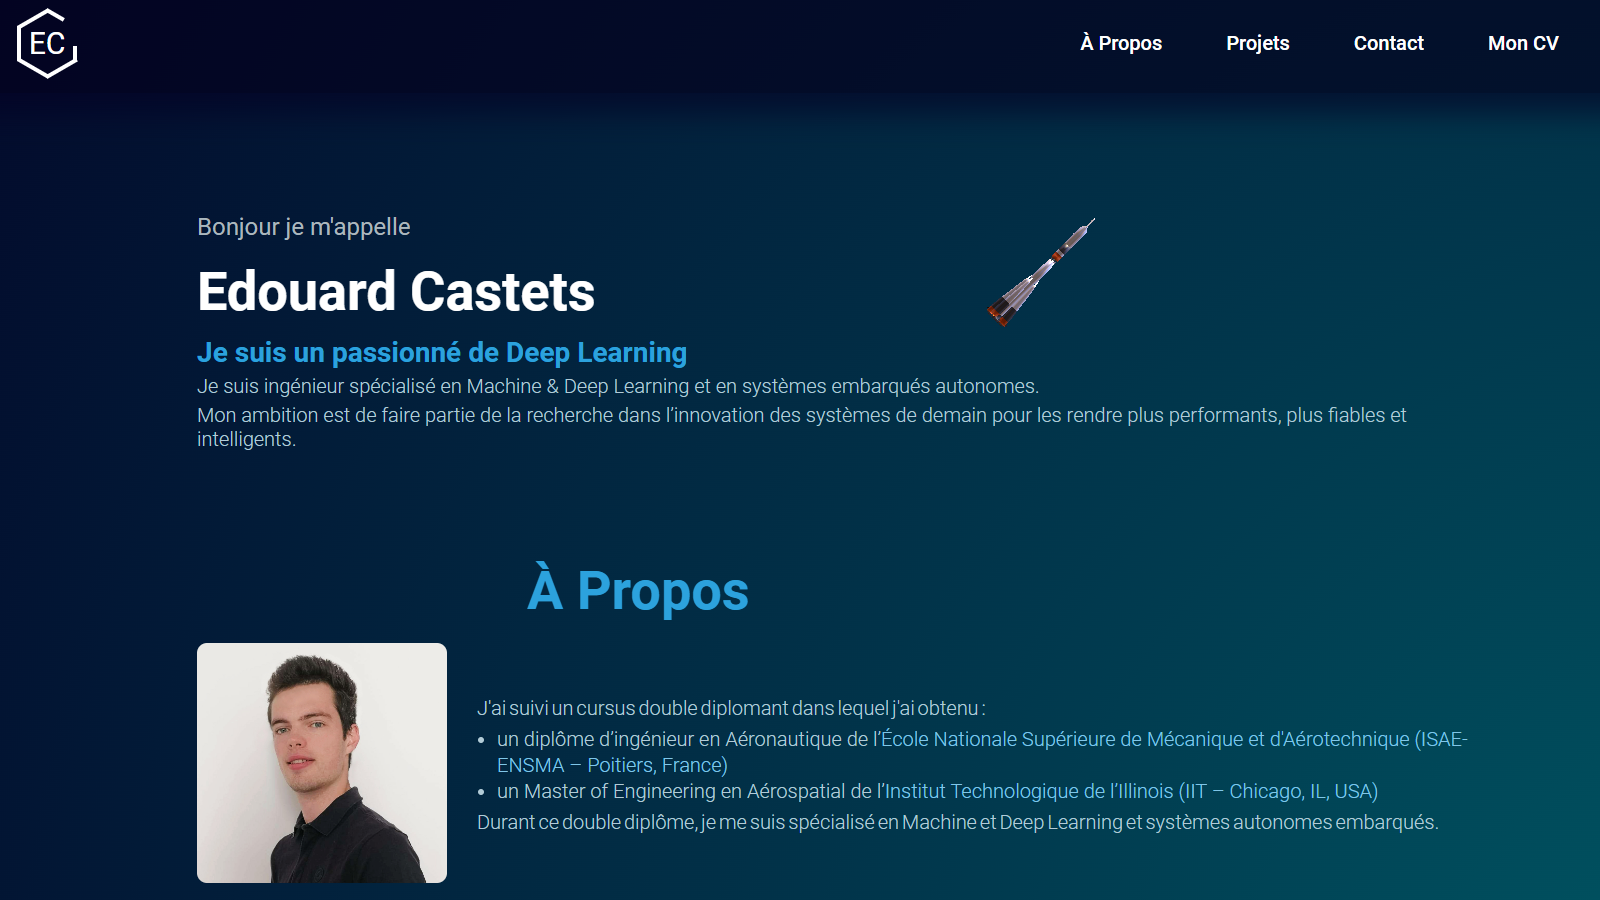 EC
À Propos
Projets
Contact
Mon CV
Bonjour je m'appelle
Edouard Castets
Je suis un passionné de Deep Learning
Je suis ingénieur spécialisé en Machine & Deep Learning et en systèmes embarqués autonomes.
Mon ambition est de faire partie de la recherche dans l’innovation des systèmes de demain pour les rendre plus performants, plus fiables et
intelligents.
À Propos
J'ai suivi un cursus double diplomant dans lequel j'ai obtenu :
• un diplôme d’ingénieur en Aéronautique de l’École Nationale Supérieure de Mécanique et d'Aérotechnique (ISAE-
ENSMA – Poitiers, France)
• un Master of Engineering en Aérospatial de l’Institut Technologique de l’Illinois (IIT – Chicago, IL, USA)
Durant ce double diplôme, je me suis spécialisé en Machine et Deep Learning et systèmes autonomes embarqués.